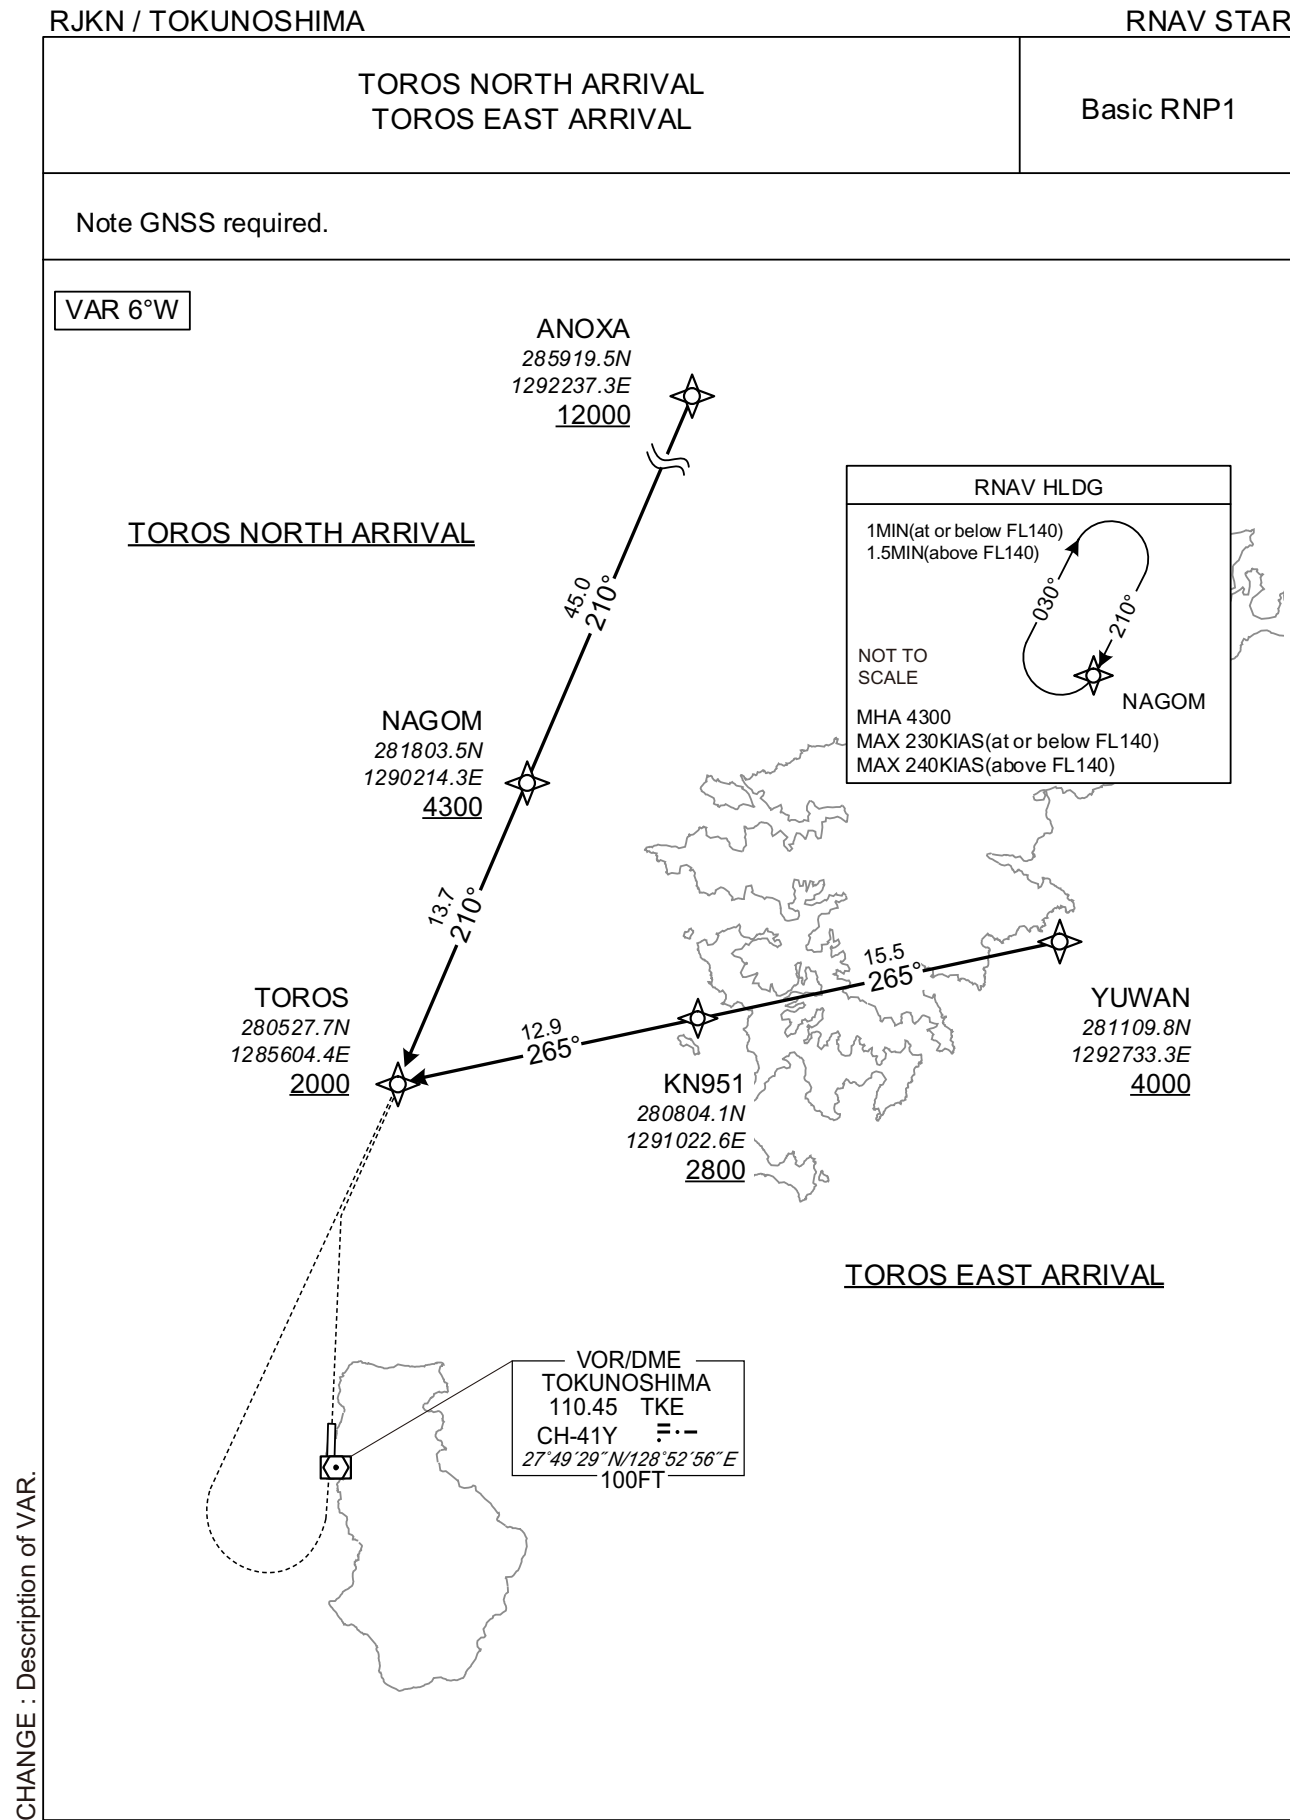 RJKN / TOKUNOSHIMA
RNAV STAR
TOROS NORTH ARRIVAL
TOROS EAST ARRIVAL
Basic RNP1
Note GNSS required.
VAR 6°W
ANOXA
285919.5N
1292237.3E
12000
RNAV HLDG
1MIN(at or below FL140)
1.5MIN(above FL140)
030°
210°
NOT TO
SCALE
NAGOM
MHA 4300
MAX 230KIAS(at or below FL140)
MAX 240KIAS(above FL140)
TOROS NORTH ARRIVAL
45.0
210°
NAGOM
281803.5N
1290214.3E
4300
13.7
210°
15.5
265°
TOROS
280527.7N
1285604.4E
2000
12.9
265°
YUWAN
281109.8N
1292733.3E
4000
KN951
280804.1N
1291022.6E
2800
TOROS EAST ARRIVAL
VOR/DME
TOKUNOSHIMA
110.45 TKE
CH-41Y
27°49´29˝N/128°52´56˝E
100FT
CHANGE : Description of VAR.